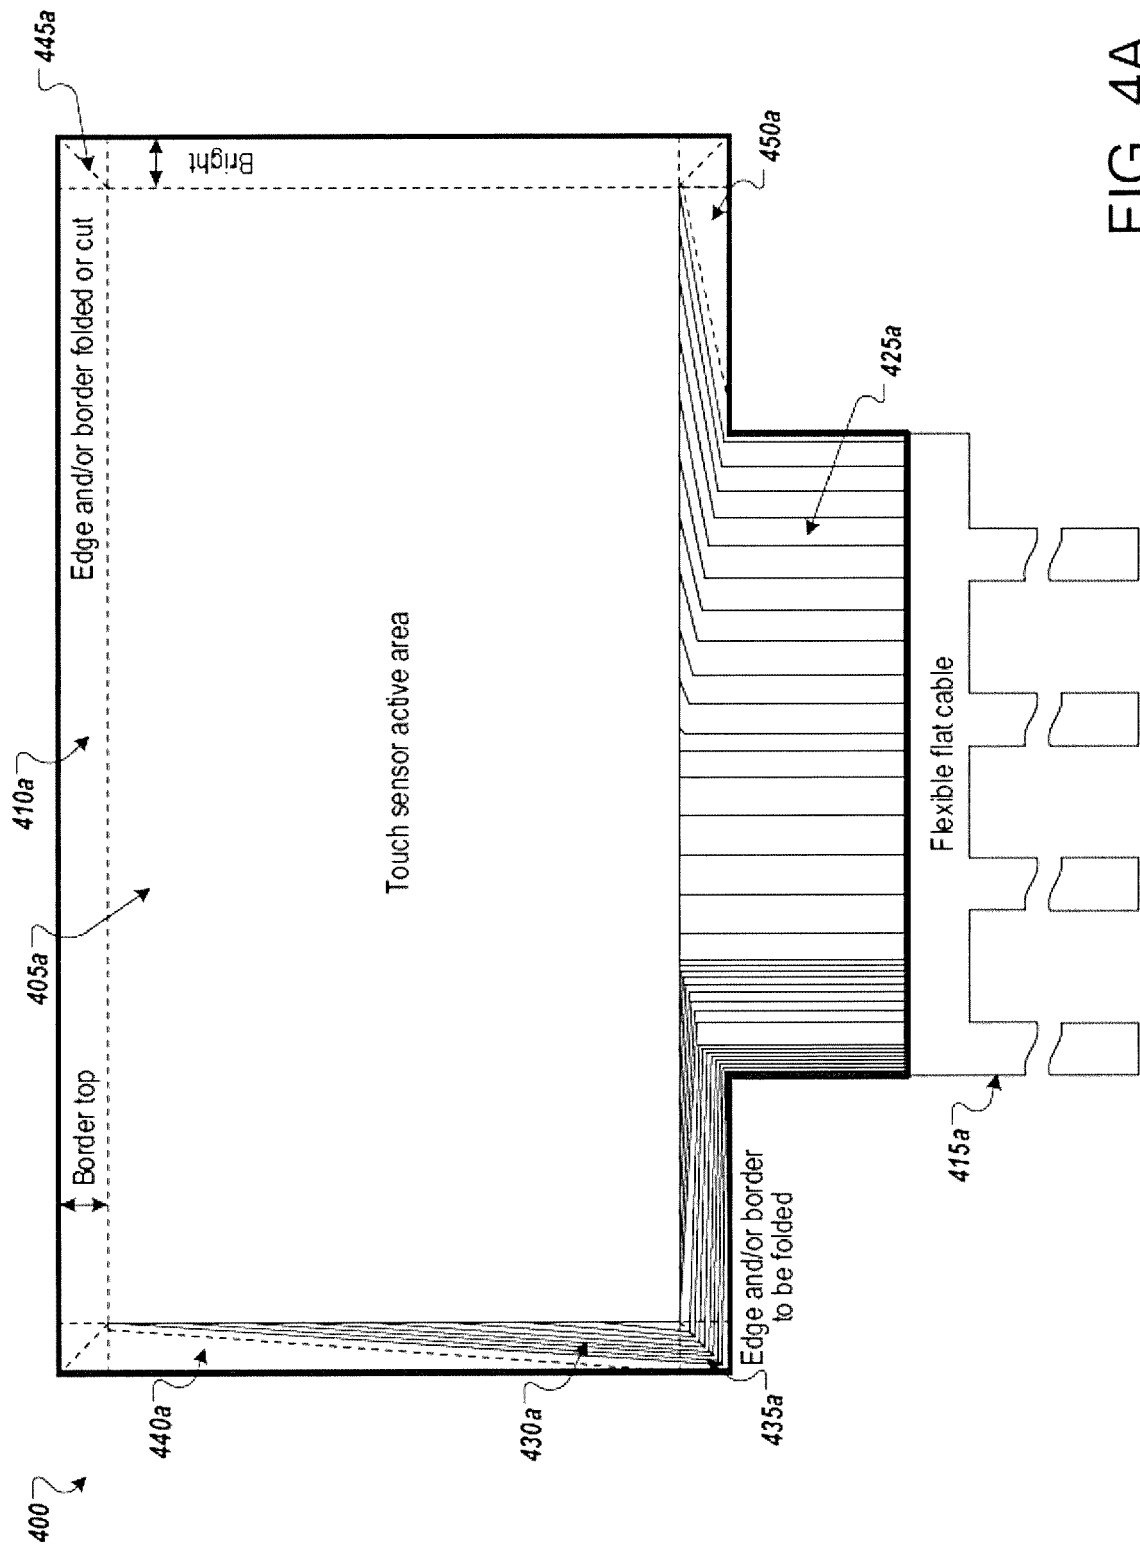 400
405a
410a
445a
Border top
Edge and/or border folded or cut
Bright
Touch sensor active area
440a
430a
435a
Edge and/or border
to be folded
450a
425a
Flexible flat cable
415a
FIG. 4A